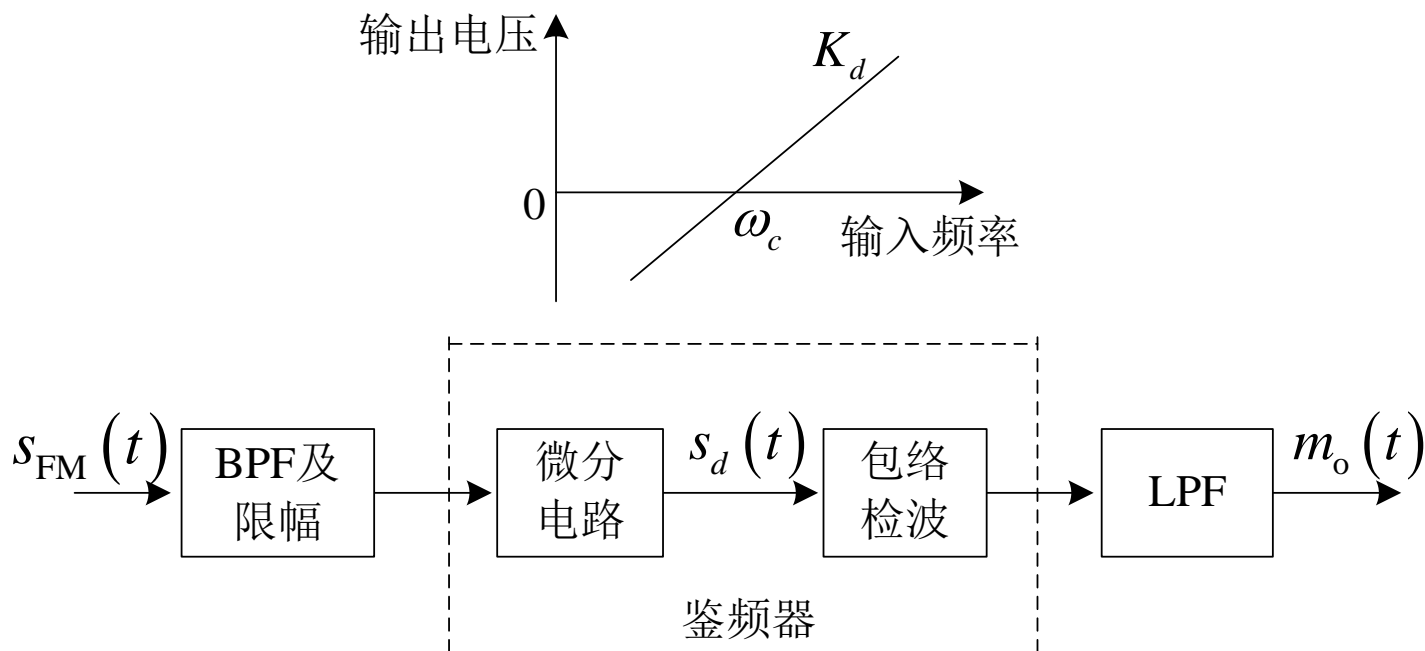 输出电压
K_d
0
ω_c
输入频率
s_FM(t)
BPF及
限幅
微分
电路
s_d(t)
包络
检波
LPF
m_o(t)
鉴频器